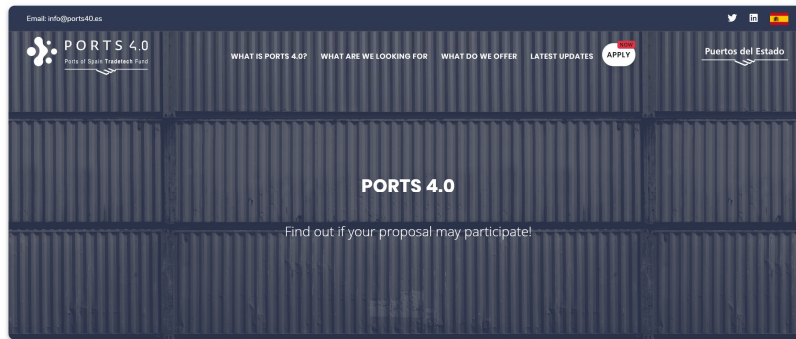 Email: info@ports40.es
PORTS 4.0
Ports of Spain Tradetech Fund
WHAT IS PORTS 4.0?
WHAT ARE WE LOOKING FOR
WHAT DO WE OFFER
LATEST UPDATES
NOW
APPLY
Puertos del Estado
PORTS 4.0
Find out if your proposal may participate!